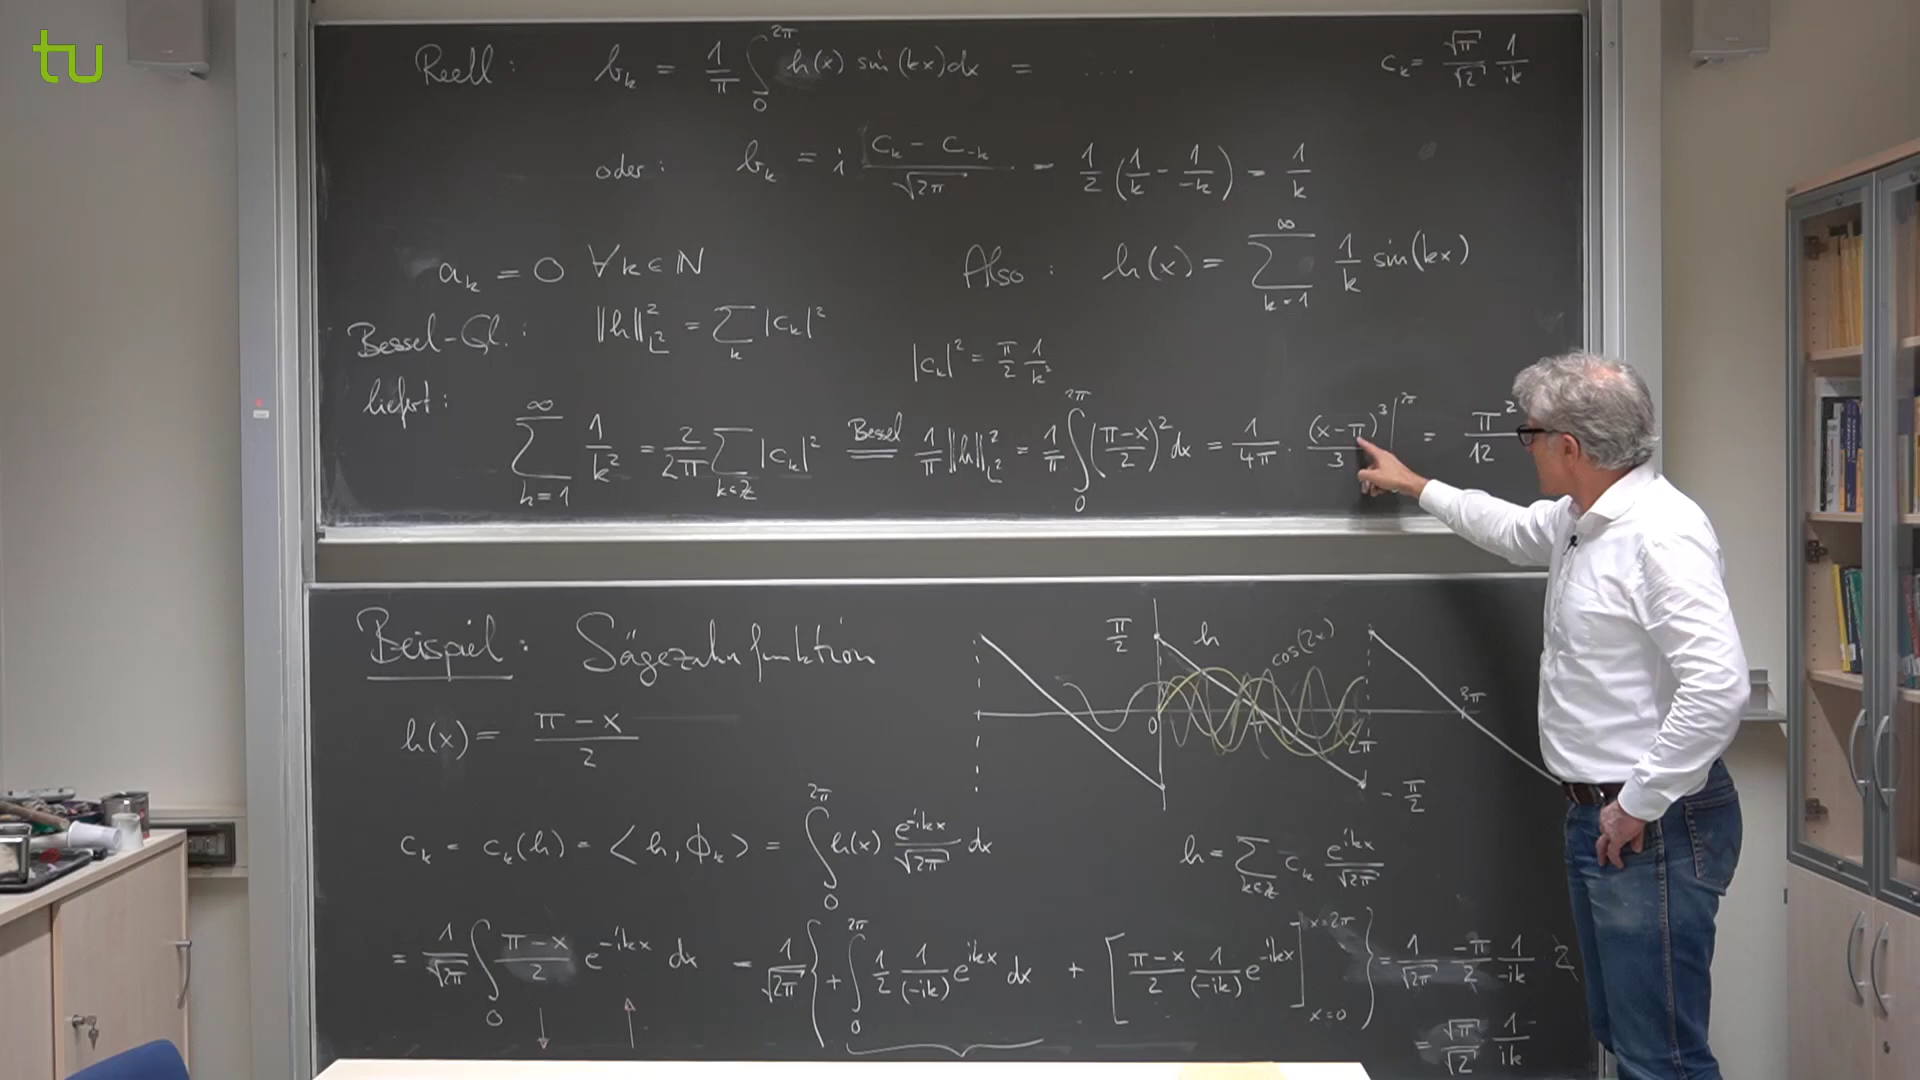 tu
Reell : b_k = 1/π ∫_0^{2π} h(x) sin(kx)dx = ....
c_k = √π/√2 1/ik
oder : b_k = i (c_k - c_{-k})/√2π = 1/2 (1/k - 1/-k) = 1/k
a_k = 0 ∀k∈ℕ
Also : h(x) = ∑_{k=1}^∞ 1/k sin(kx)
Bessel-Gl. : ‖h‖²_{L²} = ∑_k |c_k|²
|c_k|² = π/2 1/k²
liefert :
∑_{k=1}^∞ 1/k² = 2/2π ∑_{k∈ℤ} |c_k|² = Bessel 1/π ‖h‖²_{L²} = 1/π ∫_0^{2π} ((π-x)/2)² dx = 1/4π · (x-π)³/3 |^{2π} = π²/12
Beispiel : Sägezahnfunktion
π/2 h cos(2x)
0 π 2π 3π
- π/2
h(x) = (π-x)/2
c_k = c_k(h) = <h, ϕ_k> = ∫_0^{2π} h(x) e^{-ikx}/√2π dx
h = ∑_{k∈ℤ} c_k e^{ikx}/√2π
= 1/√2π ∫_0 (π-x)/2 e^{-ikx} dx = 1/√2π { + ∫_0^{2π} 1/2 1/(-ik) e^{ikx} dx + [ (π-x)/2 1/(-ik) e^{-ikx} ]_{x=0}^{x=2π} } = 1/√2π -π/2 1/-ik · 2
= √π/√2 · 1/ik